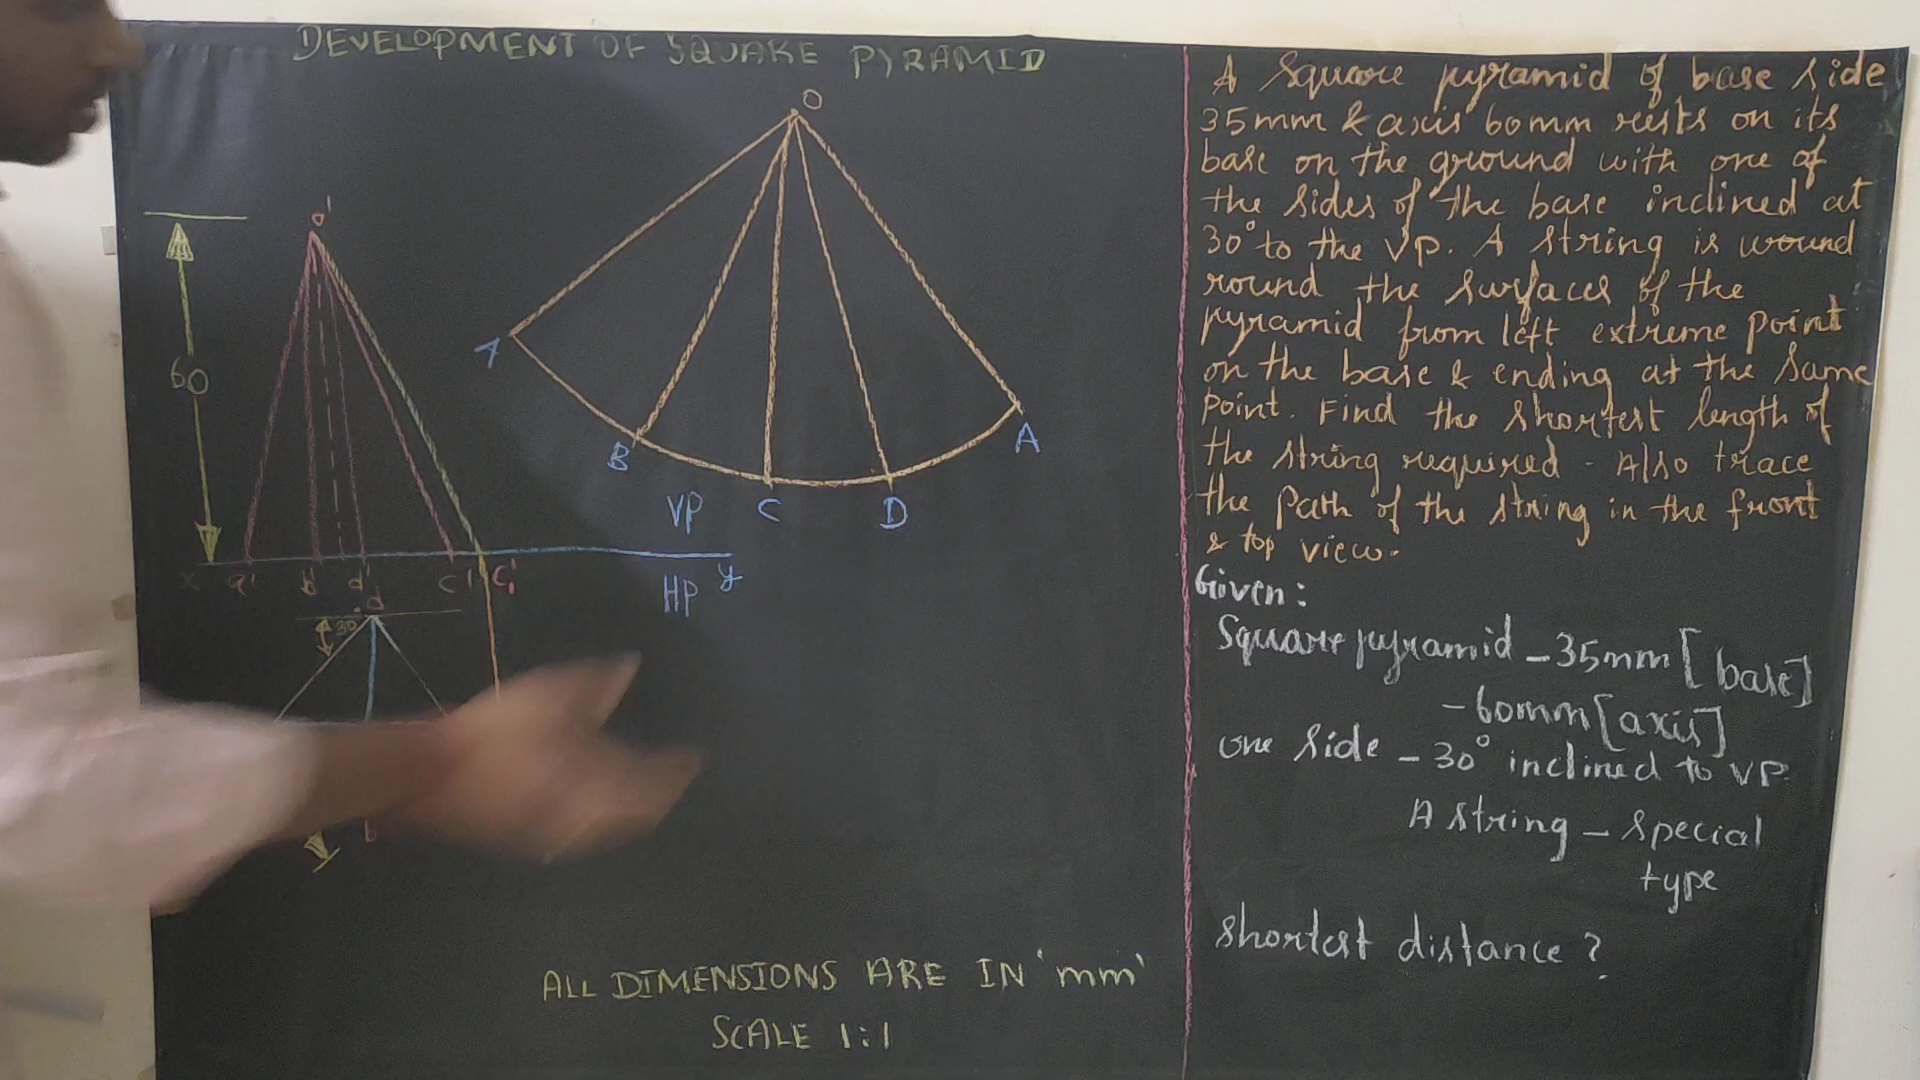 DEVELOPMENT OF SQUARE PYRAMID
O
o'
60
A
B
C
D
A
VP
HP
x
a'
b'
d'
c'
c₁'
y
d
30
b
ALL DIMENSIONS ARE IN 'mm'
SCALE 1:1
A square pyramid of base side
35mm & axis 60mm rests on its
base on the ground with one of
the sides of the base inclined at
30° to the VP. A string is wound
round the surfaces of the
pyramid from left extreme point
on the base & ending at the same
point. Find the shortest length of
the string required. Also trace
the path of the string in the front
& top view.
Given:
Square pyramid - 35mm [base]
- 60mm [axis]
one side - 30° inclined to VP.
A string - special
type
shortest distance?